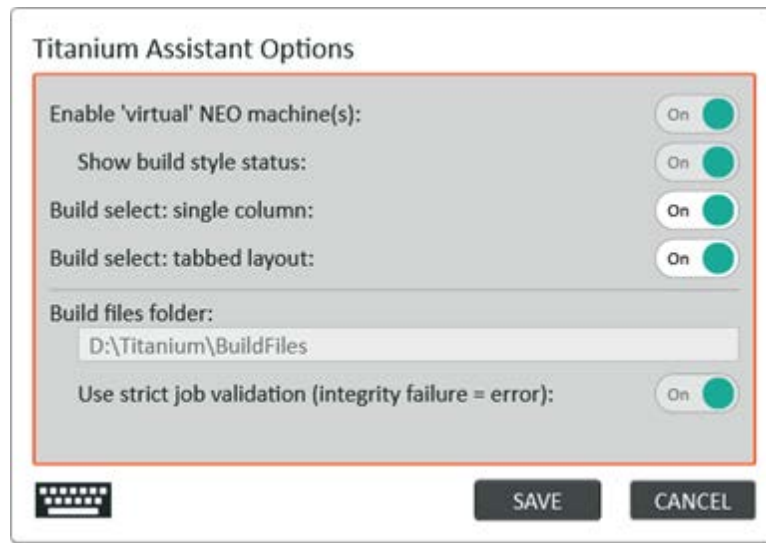 Titanium Assistant Options
Enable 'virtual' NEO machine(s): On
Show build style status: On
Build select: single column: On
Build select: tabbed layout: On
Build files folder:
D:\Titanium\BuildFiles
Use strict job validation (integrity failure = error): On
SAVE CANCEL